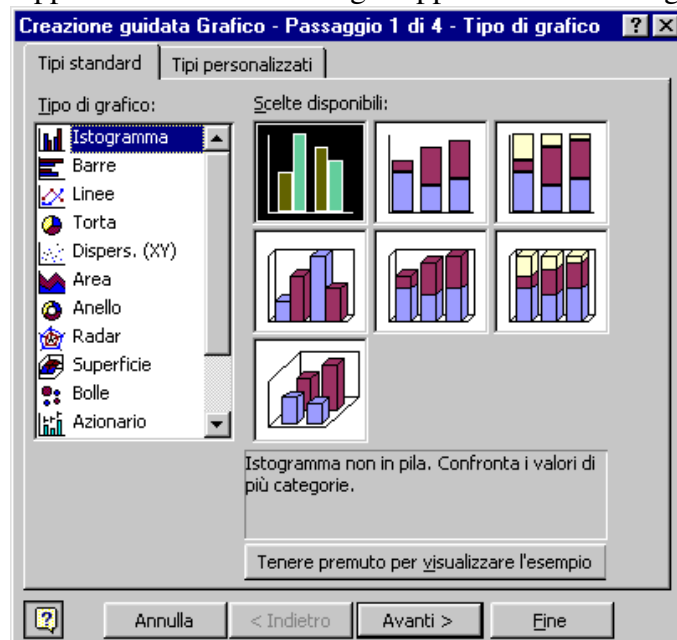 Creazione guidata Grafico - Passaggio 1 di 4 - Tipo di grafico
Tipi standard
Tipi personalizzati
Tipo di grafico:
Istogramma
Barre
Linee
Torta
Dispers. (XY)
Area
Anello
Radar
Superficie
Bolle
Azionario
Scelte disponibili:
Istogramma non in pila. Confronta i valori di
più categorie.
Tenere premuto per visualizzare l'esempio
Annulla
< Indietro
Avanti >
Fine